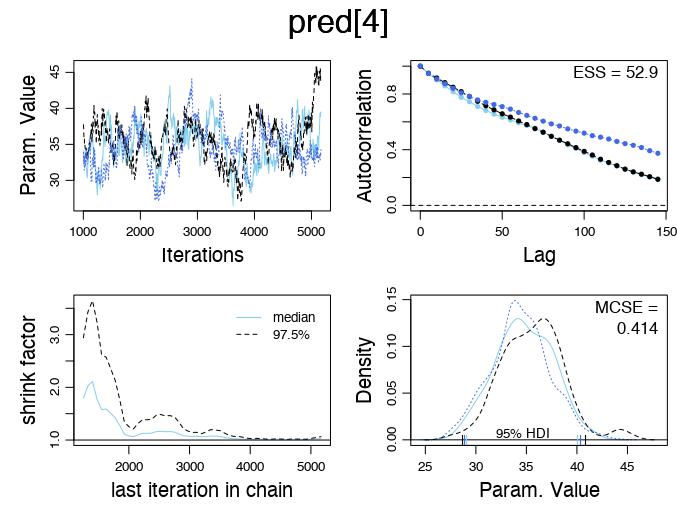 pred[4]
Param. Value
30 35 40 45
1000 2000 3000 4000 5000
Iterations
Autocorrelation
0.0 0.4 0.8
ESS = 52.9
0 50 100 150
Lag
shrink factor
1.0 2.0 3.0
median
97.5%
2000 3000 4000 5000
last iteration in chain
Density
0.00 0.05 0.10 0.15
MCSE =
0.414
95% HDI
25 30 35 40 45
Param. Value